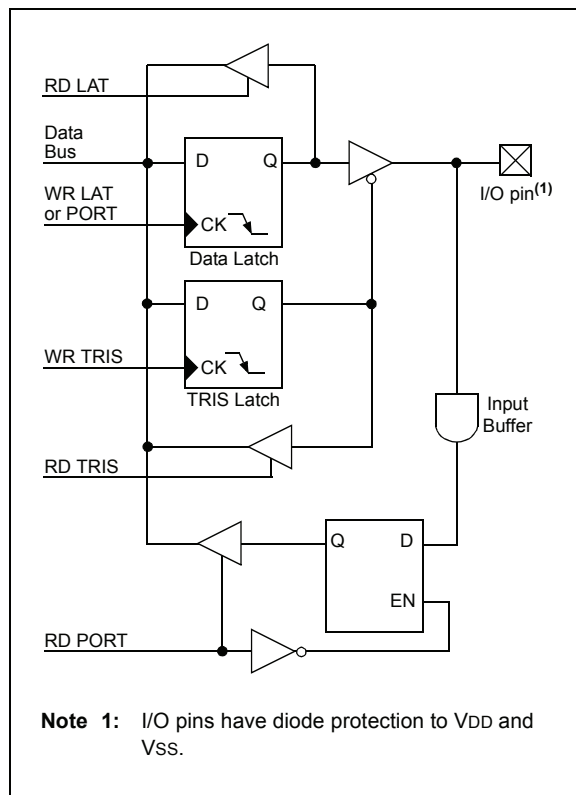 RD LAT
Data
Bus
D Q
I/O pin(1)
WR LAT
or PORT
CK
Data Latch
D Q
WR TRIS
CK
TRIS Latch
Input
Buffer
RD TRIS
Q D
EN
RD PORT
Note 1: I/O pins have diode protection to VDD and
VSS.